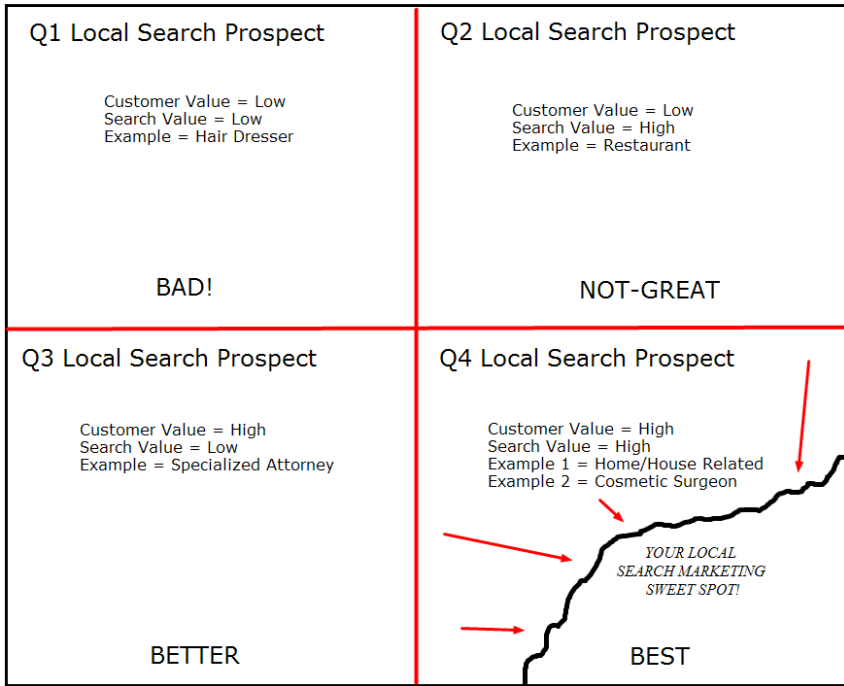 Q1 Local Search Prospect
Customer Value = Low
Search Value = Low
Example = Hair Dresser
BAD!
Q2 Local Search Prospect
Customer Value = Low
Search Value = High
Example = Restaurant
NOT-GREAT
Q3 Local Search Prospect
Customer Value = High
Search Value = Low
Example = Specialized Attorney
BETTER
Q4 Local Search Prospect
Customer Value = High
Search Value = High
Example 1 = Home/House Related
Example 2 = Cosmetic Surgeon
YOUR LOCAL
SEARCH MARKETING
SWEET SPOT!
BEST